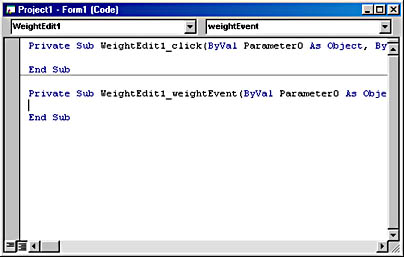 Project1 - Form1 (Code)
WeightEdit1 weightEvent
Private Sub WeightEdit1_click(ByVal Parameter0 As Object, By
End Sub
Private Sub WeightEdit1_weightEvent(ByVal Parameter0 As Obje
End Sub